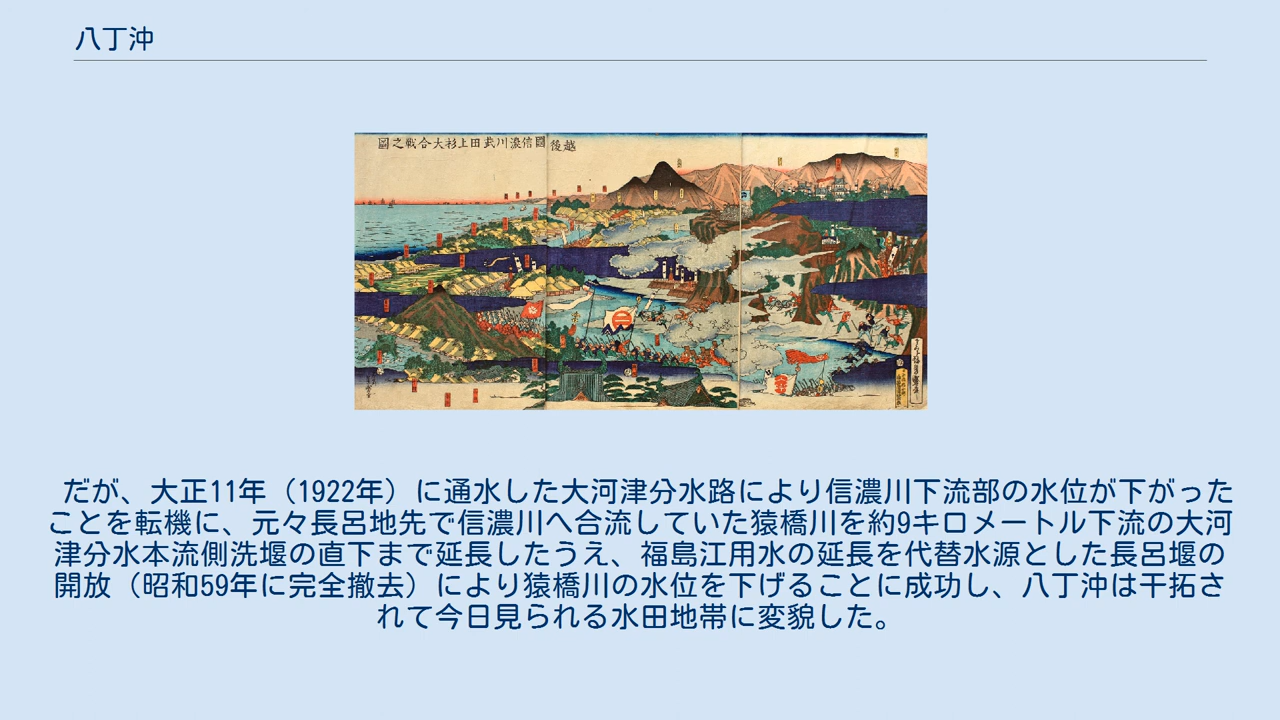 八丁沖
越後國信濃川武田上杉大合戰之圖
だが、大正11年（1922年）に通水した大河津分水路により信濃川下流部の水位が下がった
ことを転機に、元々長呂地先で信濃川へ合流していた猿橋川を約9キロメートル下流の大河
津分水本流側洗堰の直下まで延長したうえ、福島江用水の延長を代替水源とした長呂堰の
開放（昭和59年に完全撤去）により猿橋川の水位を下げることに成功し、八丁沖は干拓さ
れて今日見られる水田地帯に変貌した。